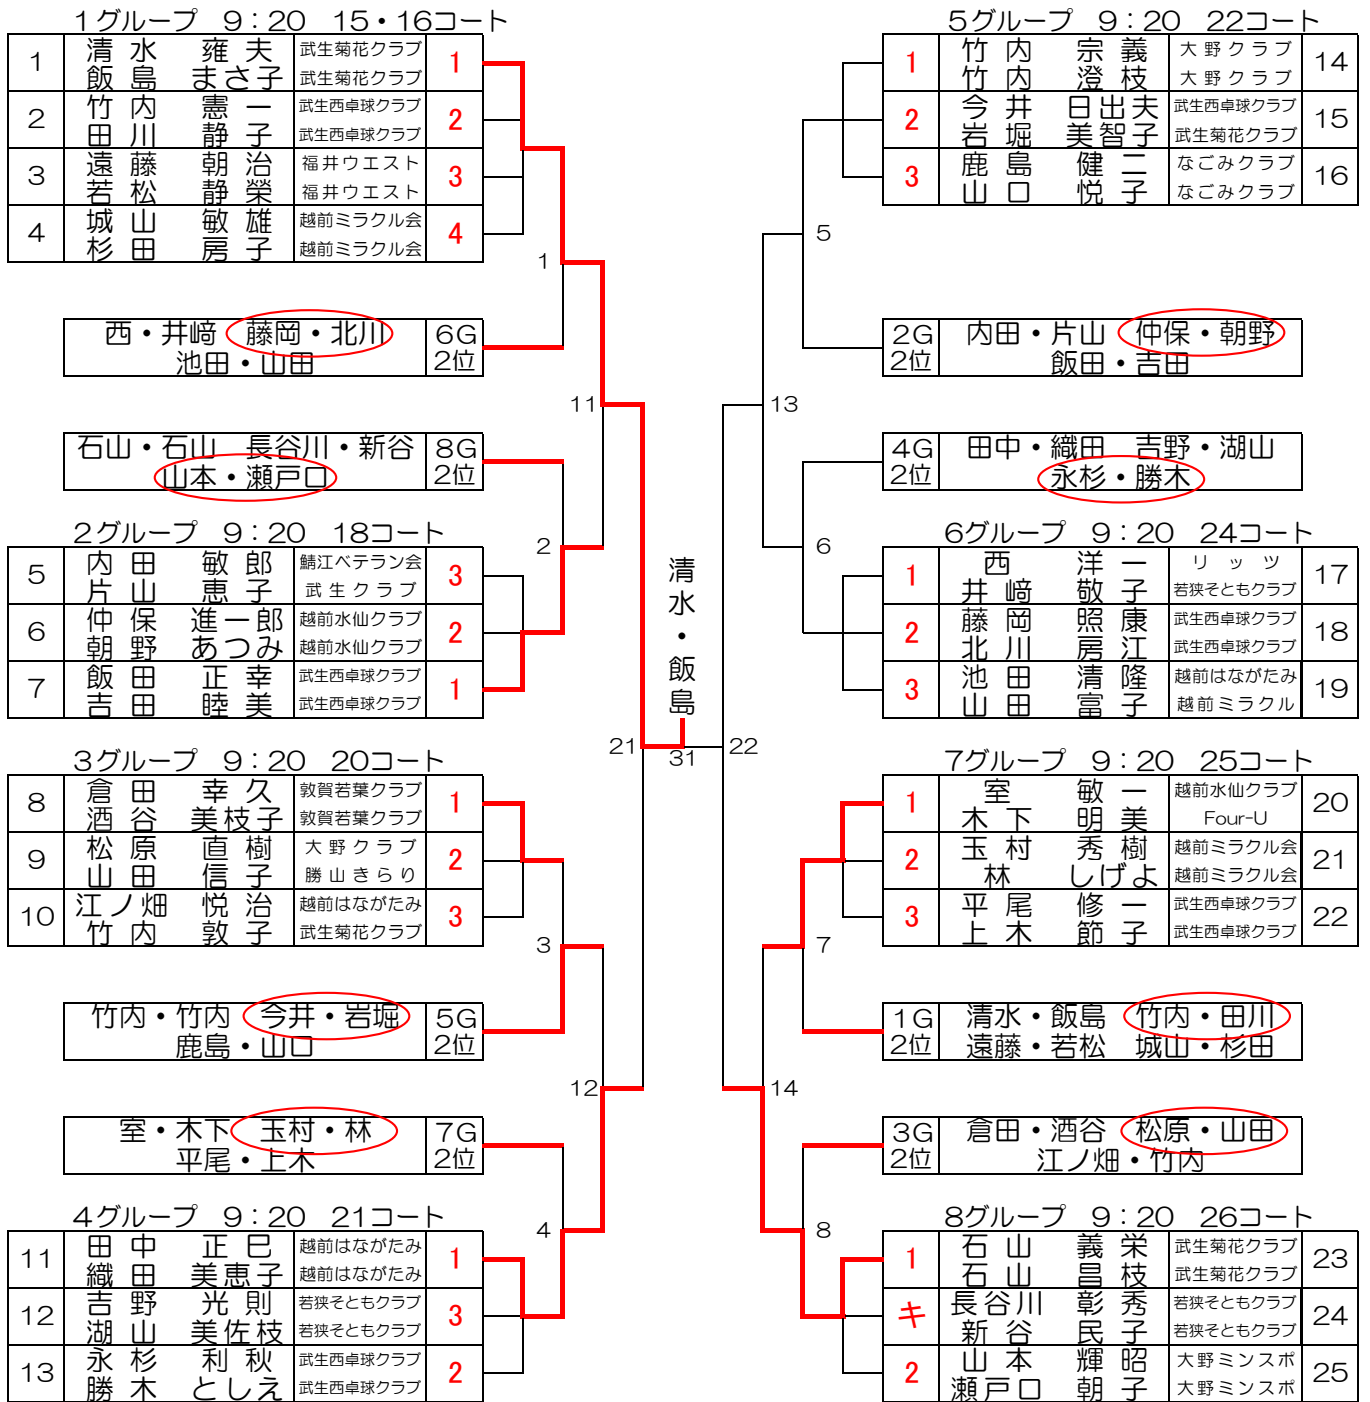 1グループ　9：20　15・16コート
1 清水　雍夫 武生菊花クラブ 1
飯島　まさ子 武生菊花クラブ
2 竹内　憲一 武生西卓球クラブ 2
田川　静子 武生西卓球クラブ
3 遠藤　朝治 福井ウエスト 3
若松　静榮 福井ウエスト
4 城山　敏雄 越前ミラクル会 4
杉田　房子 越前ミラクル会
1
西・井﨑　藤岡・北川 6G
池田・山田 2位
11
石山・石山　長谷川・新谷 8G
山本・瀬戸口 2位
2グループ　9：20　18コート
2
5 内田　敏郎 鯖江ベテラン会 3
片山　恵子 武生クラブ
6 仲保　進一郎 越前水仙クラブ 2
朝野　あつみ 越前水仙クラブ
7 飯田　正幸 武生西卓球クラブ 1
吉田　睦美 武生西卓球クラブ
21
3グループ　9：20　20コート
8 倉田　幸久 敦賀若葉クラブ 1
酒谷　美枝子 敦賀若葉クラブ
9 松原　直樹 大野クラブ 2
山田　信子 勝山きらり
10 江ノ畑　悦治 越前はながたみ 3
竹内　敦子 武生菊花クラブ
3
竹内・竹内　今井・岩堀 5G
鹿島・山口 2位
12
室・木下　玉村・林 7G
平尾・上木 2位
4グループ　9：20　21コート
4
11 田中　正巳 越前はながたみ 1
織田　美恵子 越前はながたみ
12 吉野　光則 若狭そともクラブ 3
湖山　美佐枝 若狭そともクラブ
13 永杉　利秋 武生西卓球クラブ 2
勝木　としえ 武生西卓球クラブ
清水・飯島
31
5グループ　9：20　22コート
1 竹内　宗義 大野クラブ 14
竹内　澄枝 大野クラブ
2 今井　日出夫 武生西卓球クラブ 15
岩堀　美智子 武生菊花クラブ
3 鹿島　健二 なごみクラブ 16
山口　悦子 なごみクラブ
5
2G 内田・片山　仲保・朝野
2位 飯田・吉田
13
4G 田中・織田　吉野・湖山
2位 永杉・勝木
6グループ　9：20　24コート
6
1 西　洋一 リッツ 17
井﨑　敬子 若狭そともクラブ
2 藤岡　照康 武生西卓球クラブ 18
北川　房江 武生西卓球クラブ
3 池田　清隆 越前はながたみ 19
山田　富子 越前ミラクル
22
7グループ　9：20　25コート
1 室　敏一 越前水仙クラブ 20
木下　明美 Four-U
2 玉村　秀樹 越前ミラクル会 21
林　しげよ 越前ミラクル会
3 平尾　修一 武生西卓球クラブ 22
上木　節子 武生西卓球クラブ
7
1G 清水・飯島　竹内・田川
2位 遠藤・若松　城山・杉田
14
3G 倉田・酒谷　松原・山田
2位 江ノ畑・竹内
8グループ　9：20　26コート
8
1 石山　義栄 武生菊花クラブ 23
石山　昌枝 武生菊花クラブ
キ 長谷川　彰秀 若狭そともクラブ 24
新谷　民子 若狭そともクラブ
2 山本　輝昭 大野ミンスポ 25
瀬戸口　朝子 大野ミンスポ